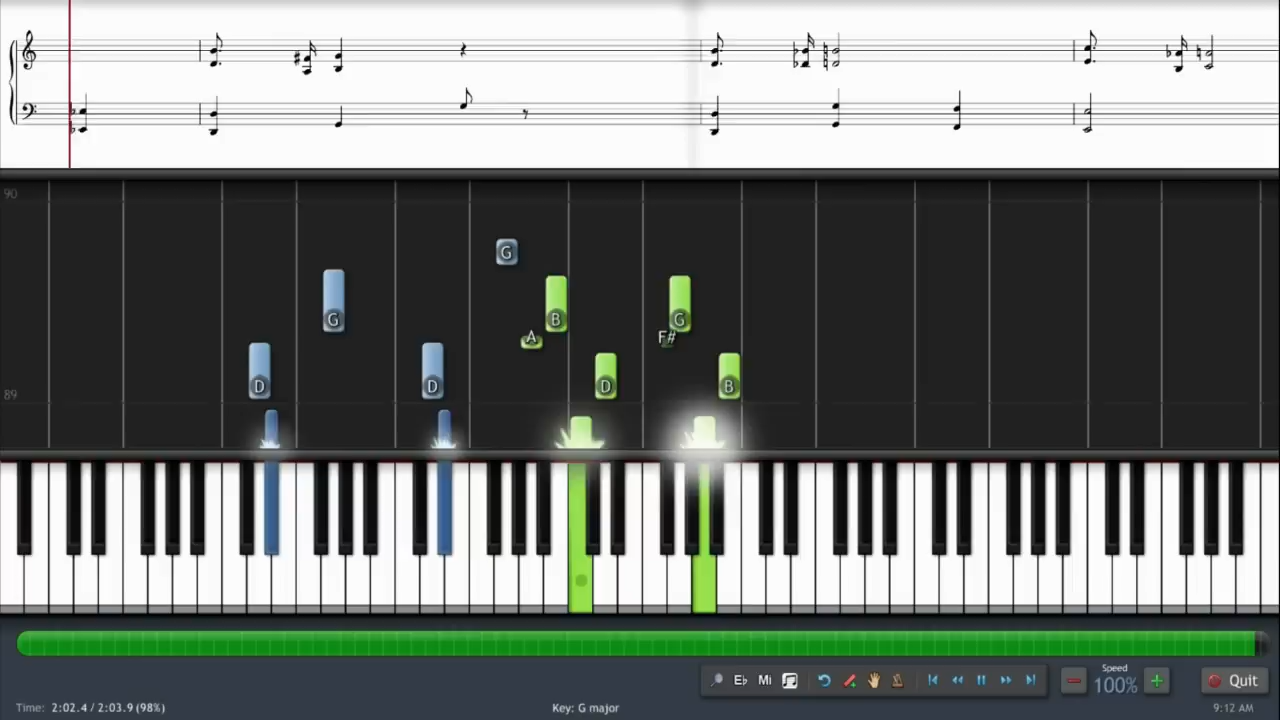 90
G
G
B
G
A
F#
D
D
D
B
89
Eb Mi
Speed
100%
Quit
Time: 2:02.4 / 2:03.9 (98%)
Key: G major
9:12 AM